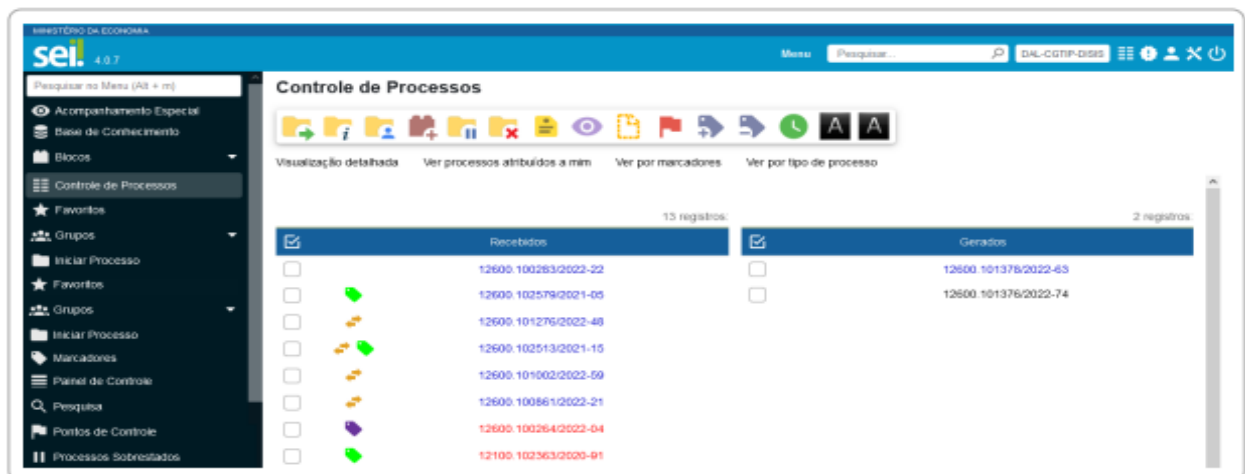 MINISTÉRIO DA ECONOMIA
sei! 4.0.7
Menu
Pesquisar...
DAL-CGTIP-DISIS
Pesquisar no Menu (Alt + m)
Acompanhamento Especial
Base de Conhecimento
Blocos
Controle de Processos
Favoritos
Grupos
Iniciar Processo
Favoritos
Grupos
Iniciar Processo
Marcadores
Painel de Controle
Pesquisa
Pontos de Controle
Processos Sobrestados
Controle de Processos
A A
Visualização detalhada Ver processos atribuídos a mim Ver por marcadores Ver por tipo de processo
13 registros:
Recebidos
12600.100283/2022-22
12600.102579/2021-05
12600.101276/2022-48
12600.102513/2021-15
12600.101002/2022-59
12600.100861/2022-21
12600.100264/2022-04
12100.102363/2020-91
2 registros:
Gerados
12600.101378/2022-63
12600.101376/2022-74